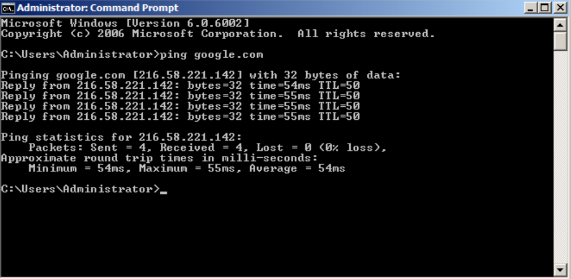 Administrator: Command Prompt
Microsoft Windows [Version 6.0.6002]
Copyright (c) 2006 Microsoft Corporation.  All rights reserved.
C:\Users\Administrator>ping google.com
Pinging google.com [216.58.221.142] with 32 bytes of data:
Reply from 216.58.221.142: bytes=32 time=54ms TTL=50
Reply from 216.58.221.142: bytes=32 time=55ms TTL=50
Reply from 216.58.221.142: bytes=32 time=55ms TTL=50
Reply from 216.58.221.142: bytes=32 time=55ms TTL=50
Ping statistics for 216.58.221.142:
    Packets: Sent = 4, Received = 4, Lost = 0 (0% loss),
Approximate round trip times in milli-seconds:
    Minimum = 54ms, Maximum = 55ms, Average = 54ms
C:\Users\Administrator>_